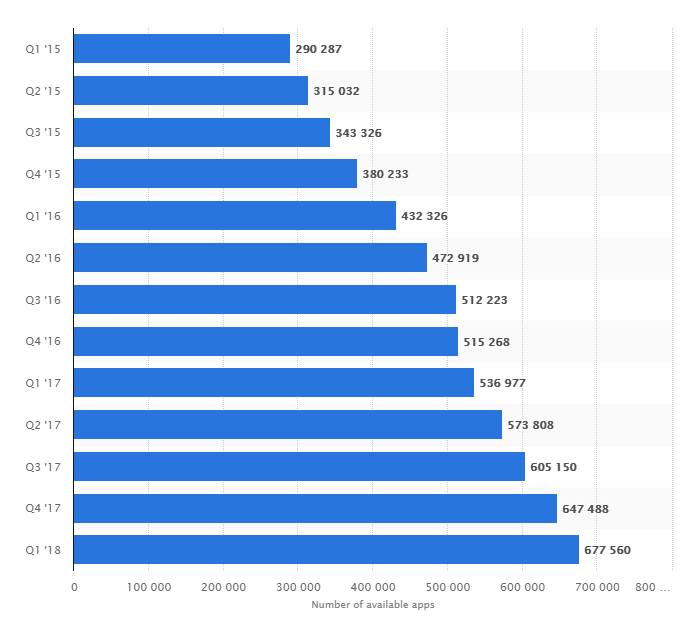 Q1 '15 290 287
Q2 '15 315 032
Q3 '15 343 326
Q4 '15 380 233
Q1 '16 432 326
Q2 '16 472 919
Q3 '16 512 223
Q4 '16 515 268
Q1 '17 536 977
Q2 '17 573 808
Q3 '17 605 150
Q4 '17 647 488
Q1 '18 677 560
0 100 000 200 000 300 000 400 000 500 000 600 000 700 000 800 ...
Number of available apps